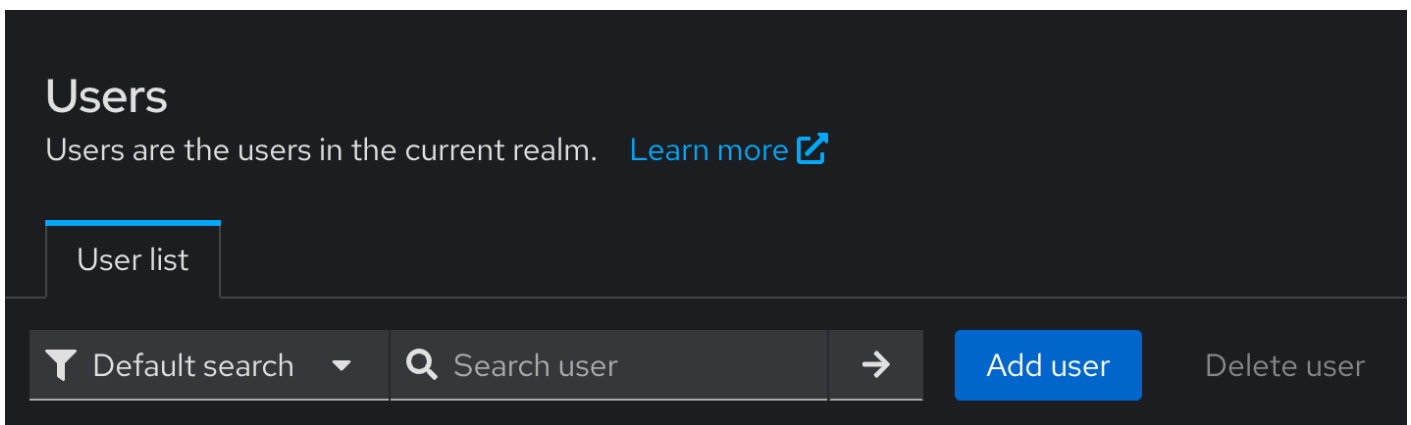 Users
Users are the users in the current realm. Learn more
User list
Default search Search user Add user Delete user